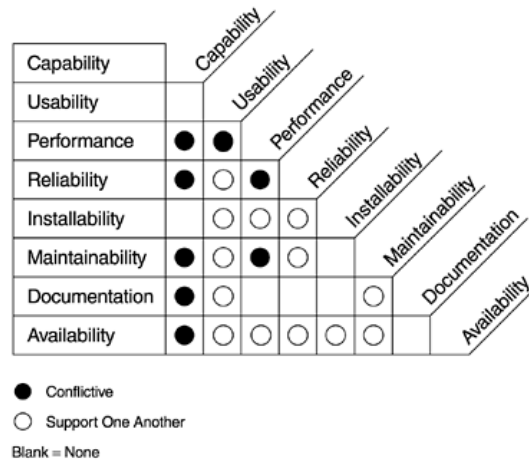 Capability
Usability
Performance
Reliability
Installability
Maintainability
Documentation
Availability
Capability
Usability
Performance
Reliability
Installability
Maintainability
Documentation
Availability
Conflictive
Support One Another
Blank = None